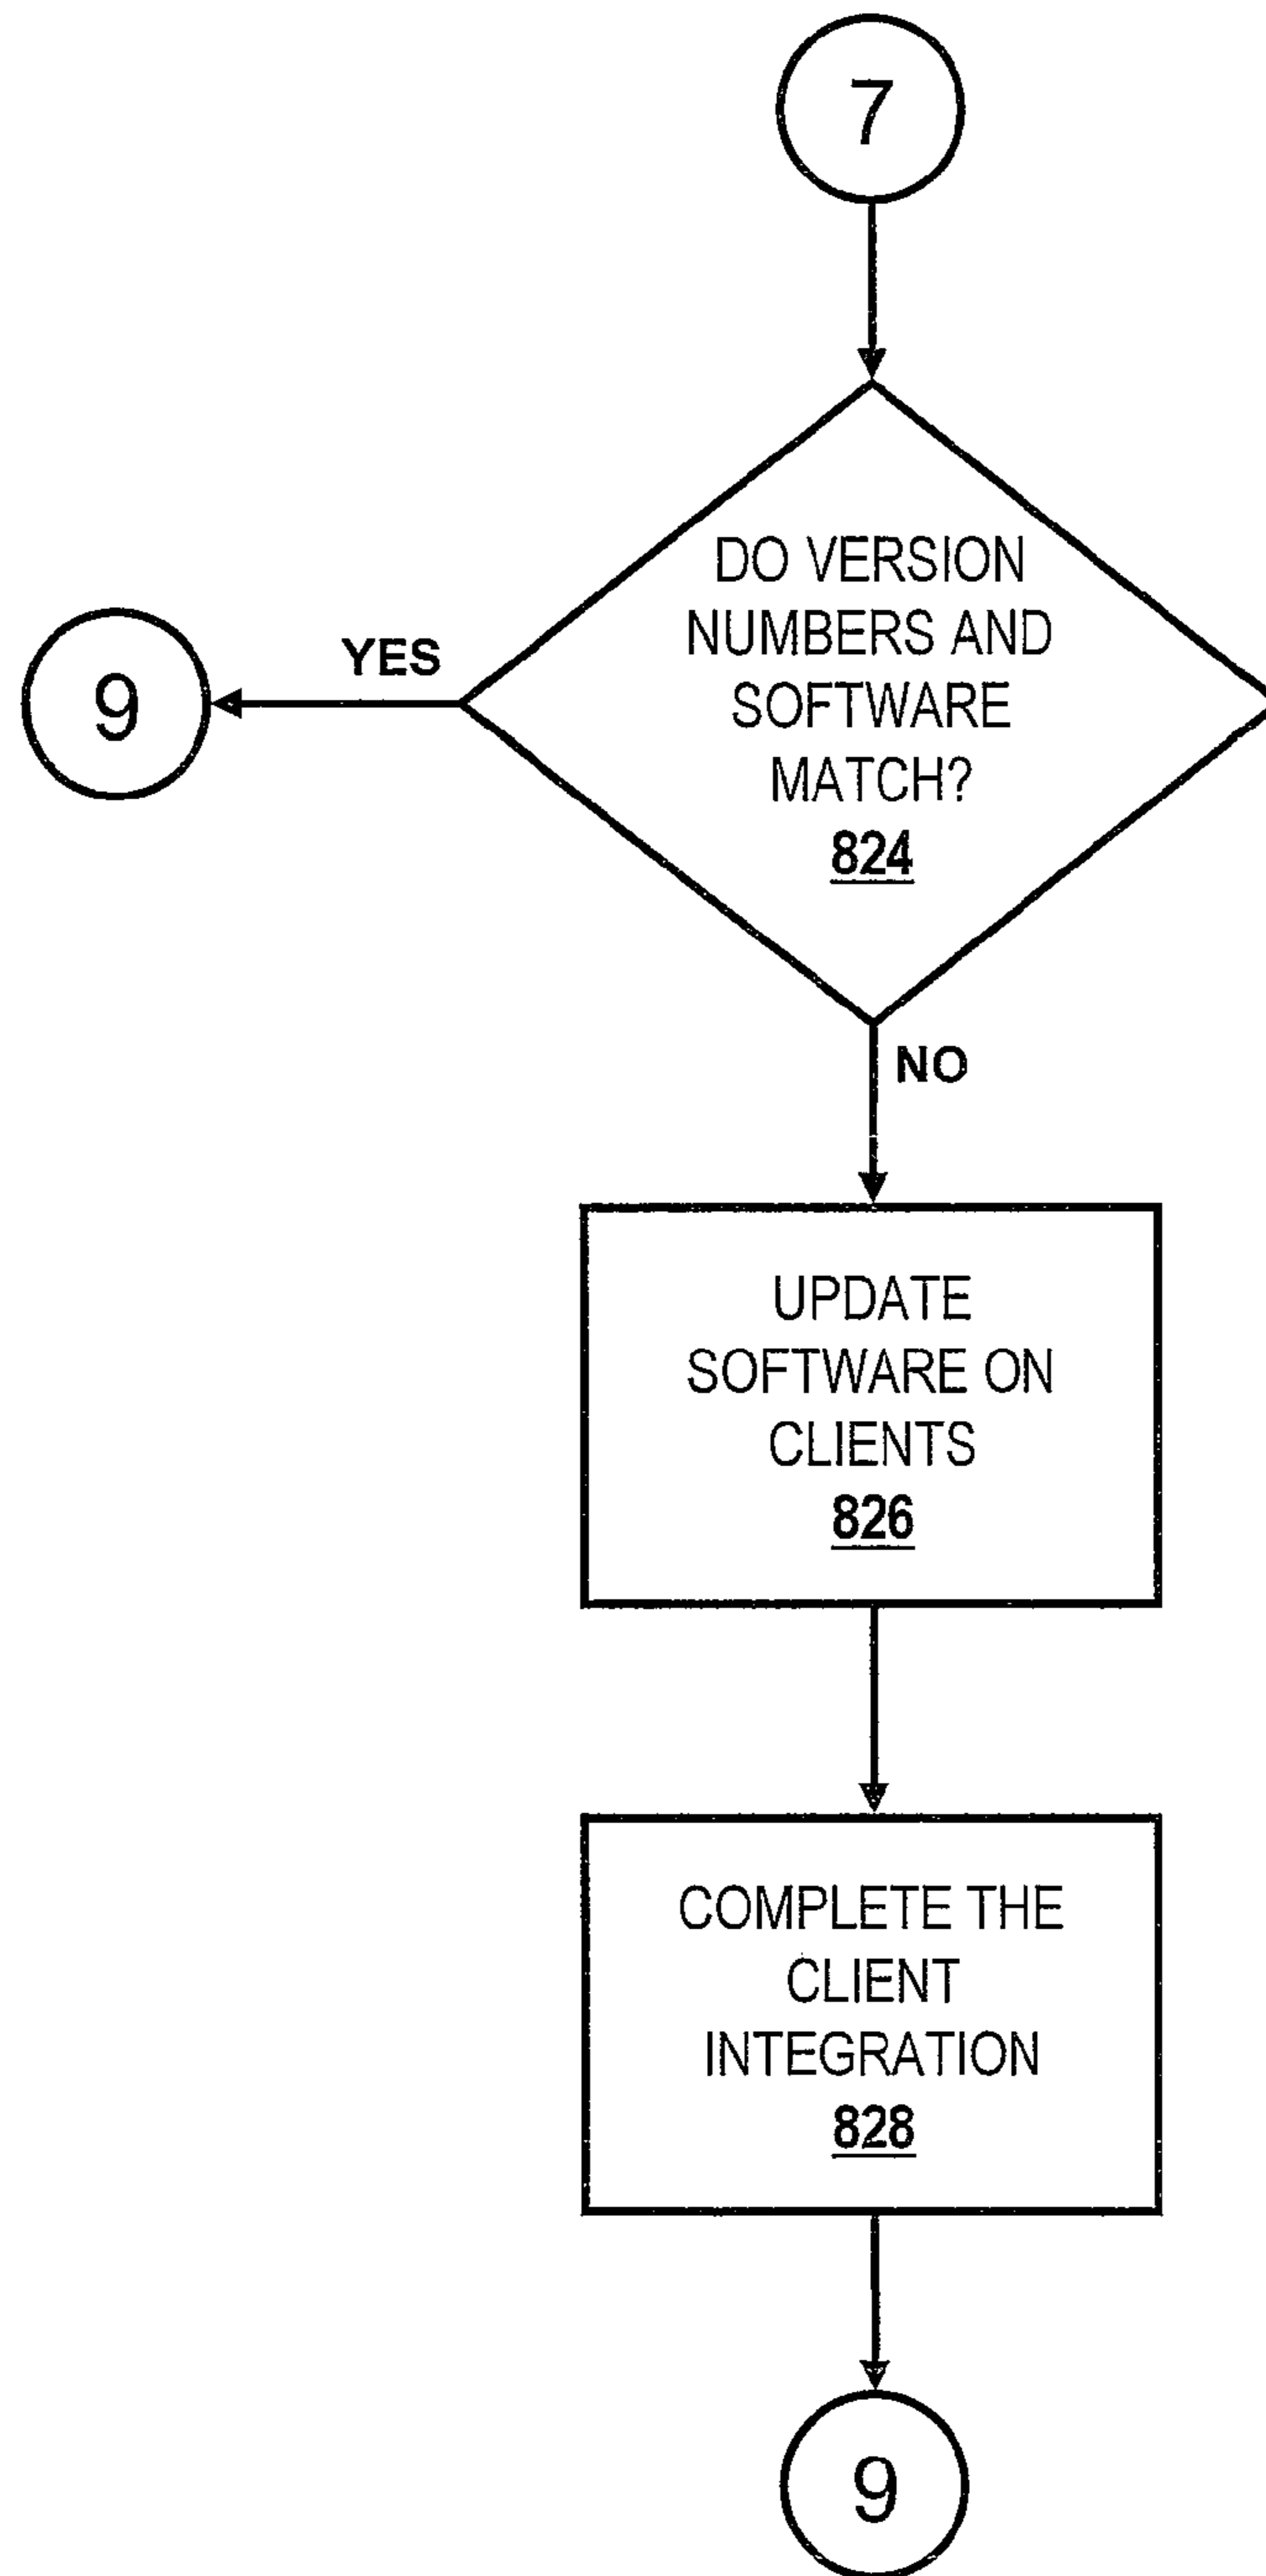 7
DO VERSION
NUMBERS AND
SOFTWARE
MATCH?
824
YES
9
NO
UPDATE
SOFTWARE ON
CLIENTS
826
COMPLETE THE
CLIENT
INTEGRATION
828
9